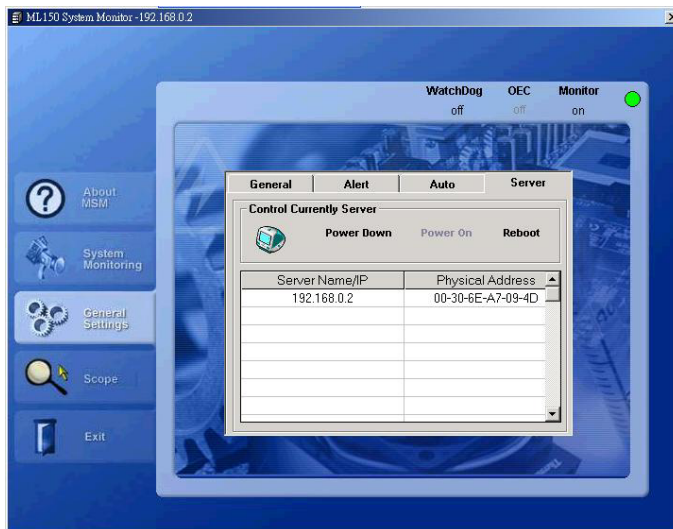 ML150 System Monitor -192.168.0.2
WatchDog OEC Monitor
off off on
About
MSM
System
Monitoring
General
Settings
Scope
Exit
General Alert Auto Server
Control Currently Server
Power Down Power On Reboot
Server Name/IP Physical Address
192.168.0.2 00-30-6E-A7-09-4D